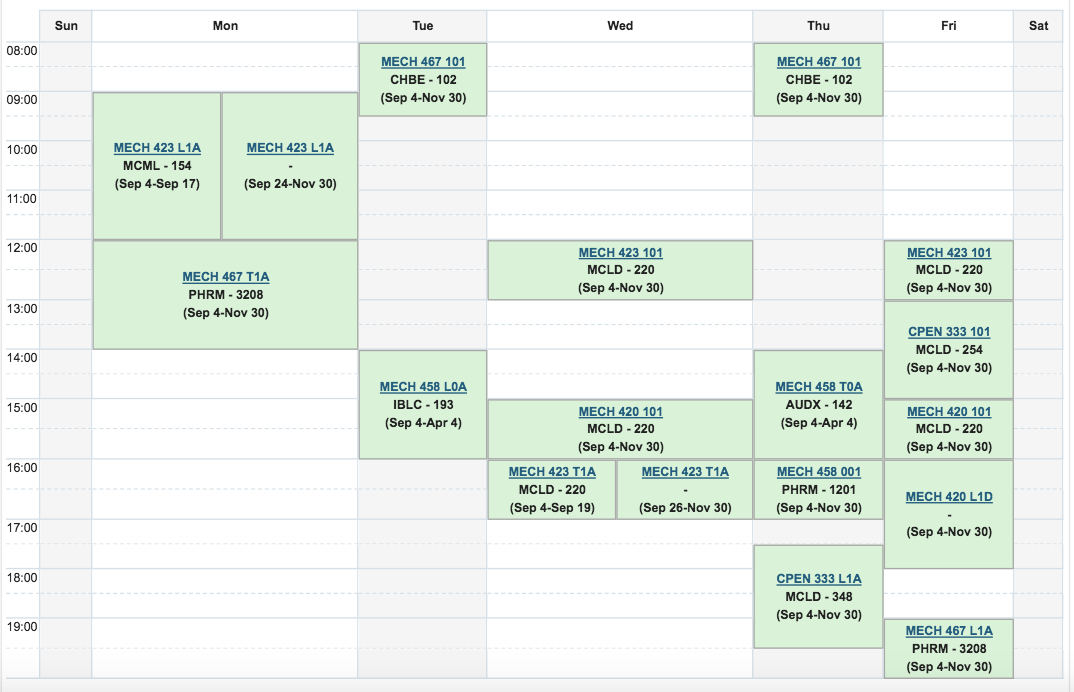 Sun
Mon
Tue
Wed
Thu
Fri
Sat
08:00
MECH 467 101
CHBE - 102
(Sep 4-Nov 30)
MECH 467 101
CHBE - 102
(Sep 4-Nov 30)
09:00
MECH 423 L1A
MCML - 154
(Sep 4-Sep 17)
MECH 423 L1A
-
(Sep 24-Nov 30)
10:00
11:00
12:00
MECH 467 T1A
PHRM - 3208
(Sep 4-Nov 30)
MECH 423 101
MCLD - 220
(Sep 4-Nov 30)
MECH 423 101
MCLD - 220
(Sep 4-Nov 30)
13:00
CPEN 333 101
MCLD - 254
(Sep 4-Nov 30)
14:00
MECH 458 L0A
IBLC - 193
(Sep 4-Apr 4)
MECH 458 T0A
AUDX - 142
(Sep 4-Apr 4)
15:00
MECH 420 101
MCLD - 220
(Sep 4-Nov 30)
MECH 420 101
MCLD - 220
(Sep 4-Nov 30)
16:00
MECH 423 T1A
MCLD - 220
(Sep 4-Sep 19)
MECH 423 T1A
-
(Sep 26-Nov 30)
MECH 458 001
PHRM - 1201
(Sep 4-Nov 30)
MECH 420 L1D
-
(Sep 4-Nov 30)
17:00
CPEN 333 L1A
MCLD - 348
(Sep 4-Nov 30)
18:00
19:00
MECH 467 L1A
PHRM - 3208
(Sep 4-Nov 30)